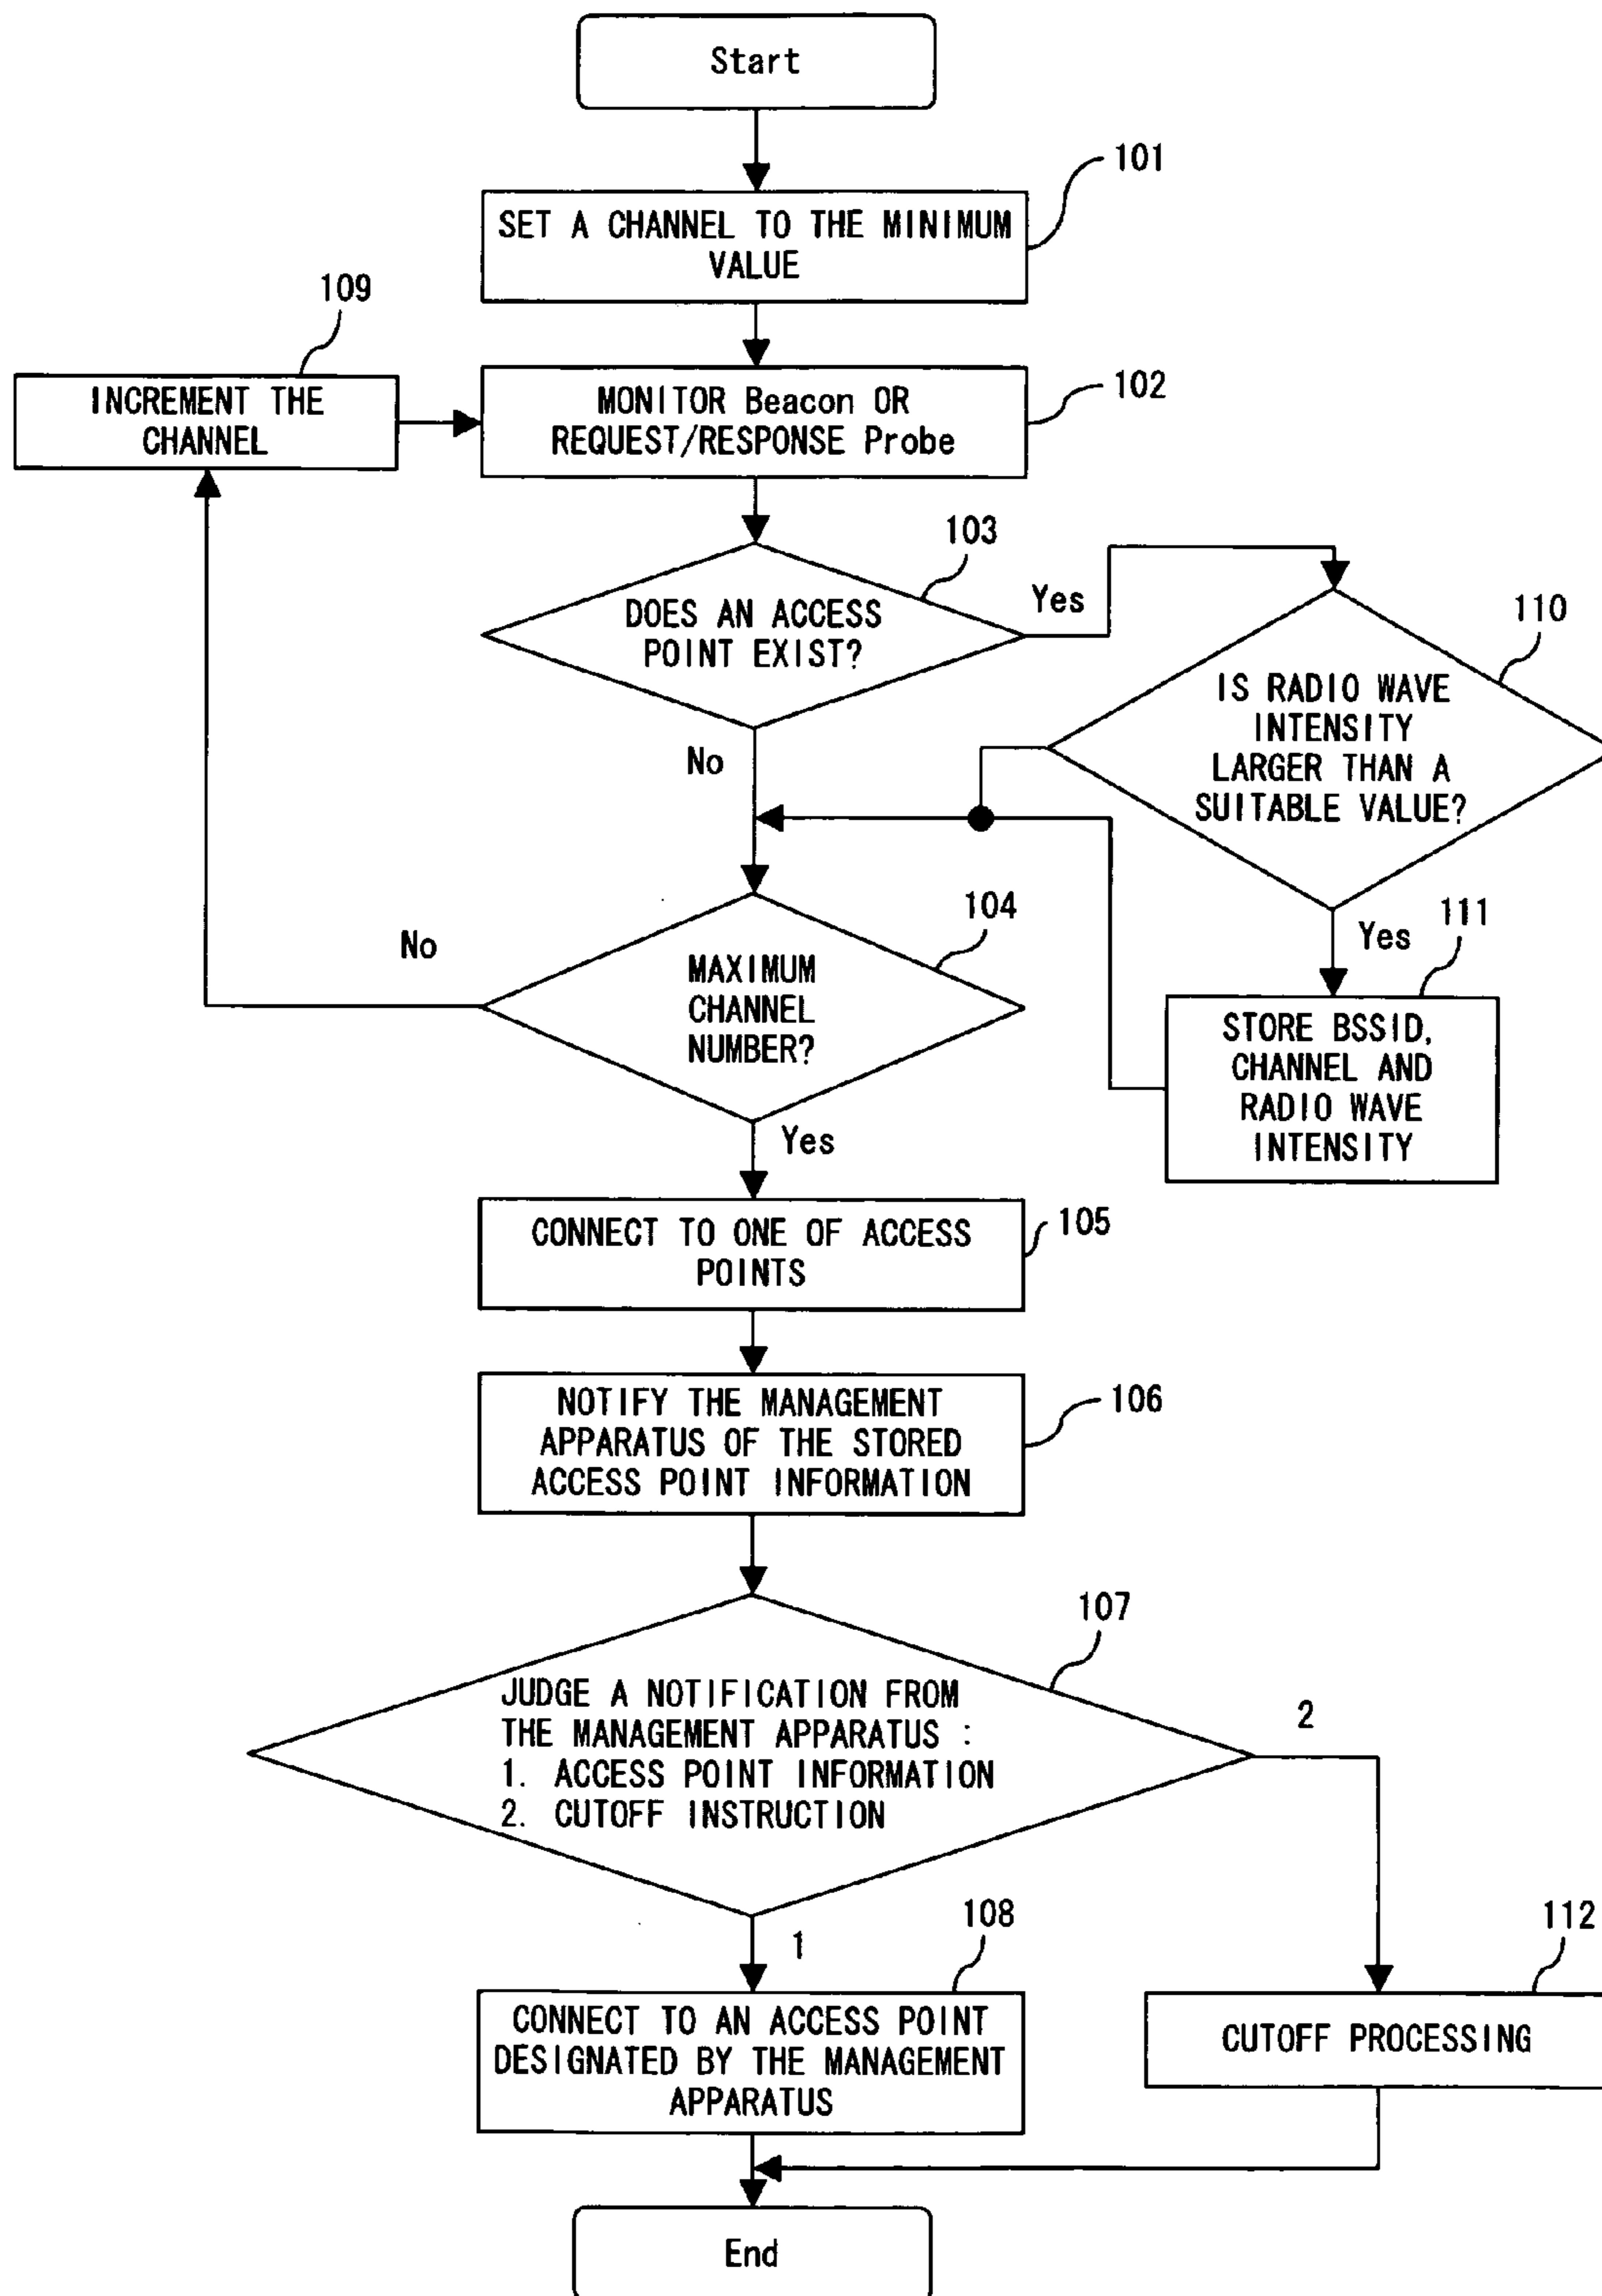 Start
101
SET A CHANNEL TO THE MINIMUM
VALUE
109
INCREMENT THE
CHANNEL
102
MONITOR Beacon OR
REQUEST/RESPONSE Probe
103
DOES AN ACCESS
POINT EXIST?
Yes
110
IS RADIO WAVE
INTENSITY
LARGER THAN A
SUITABLE VALUE?
No
Yes
111
STORE BSSID,
CHANNEL AND
RADIO WAVE
INTENSITY
104
No
MAXIMUM
CHANNEL
NUMBER?
Yes
105
CONNECT TO ONE OF ACCESS
POINTS
106
NOTIFY THE MANAGEMENT
APPARATUS OF THE STORED
ACCESS POINT INFORMATION
107
JUDGE A NOTIFICATION FROM
THE MANAGEMENT APPARATUS :
1. ACCESS POINT INFORMATION
2. CUTOFF INSTRUCTION
2
1
108
CONNECT TO AN ACCESS POINT
DESIGNATED BY THE MANAGEMENT
APPARATUS
112
CUTOFF PROCESSING
End